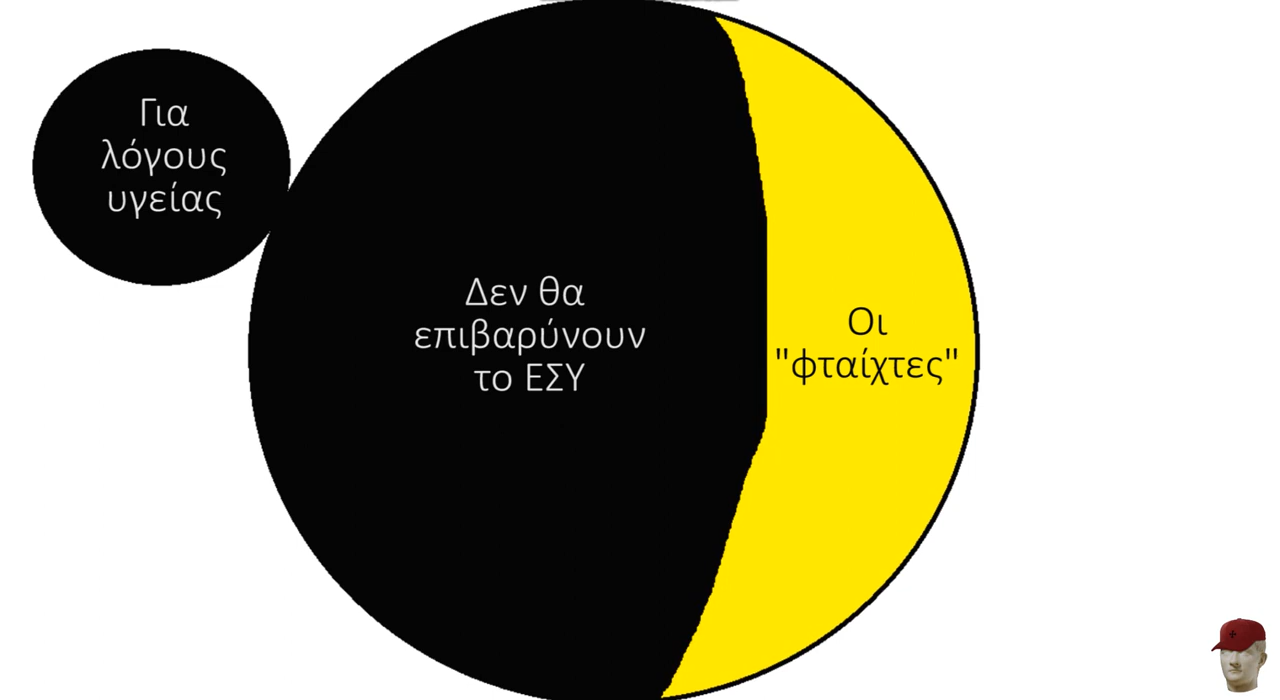 Για
λόγους
υγείας
Δεν θα
επιβαρύνουν
το ΕΣΥ
Οι
"φταίχτες"